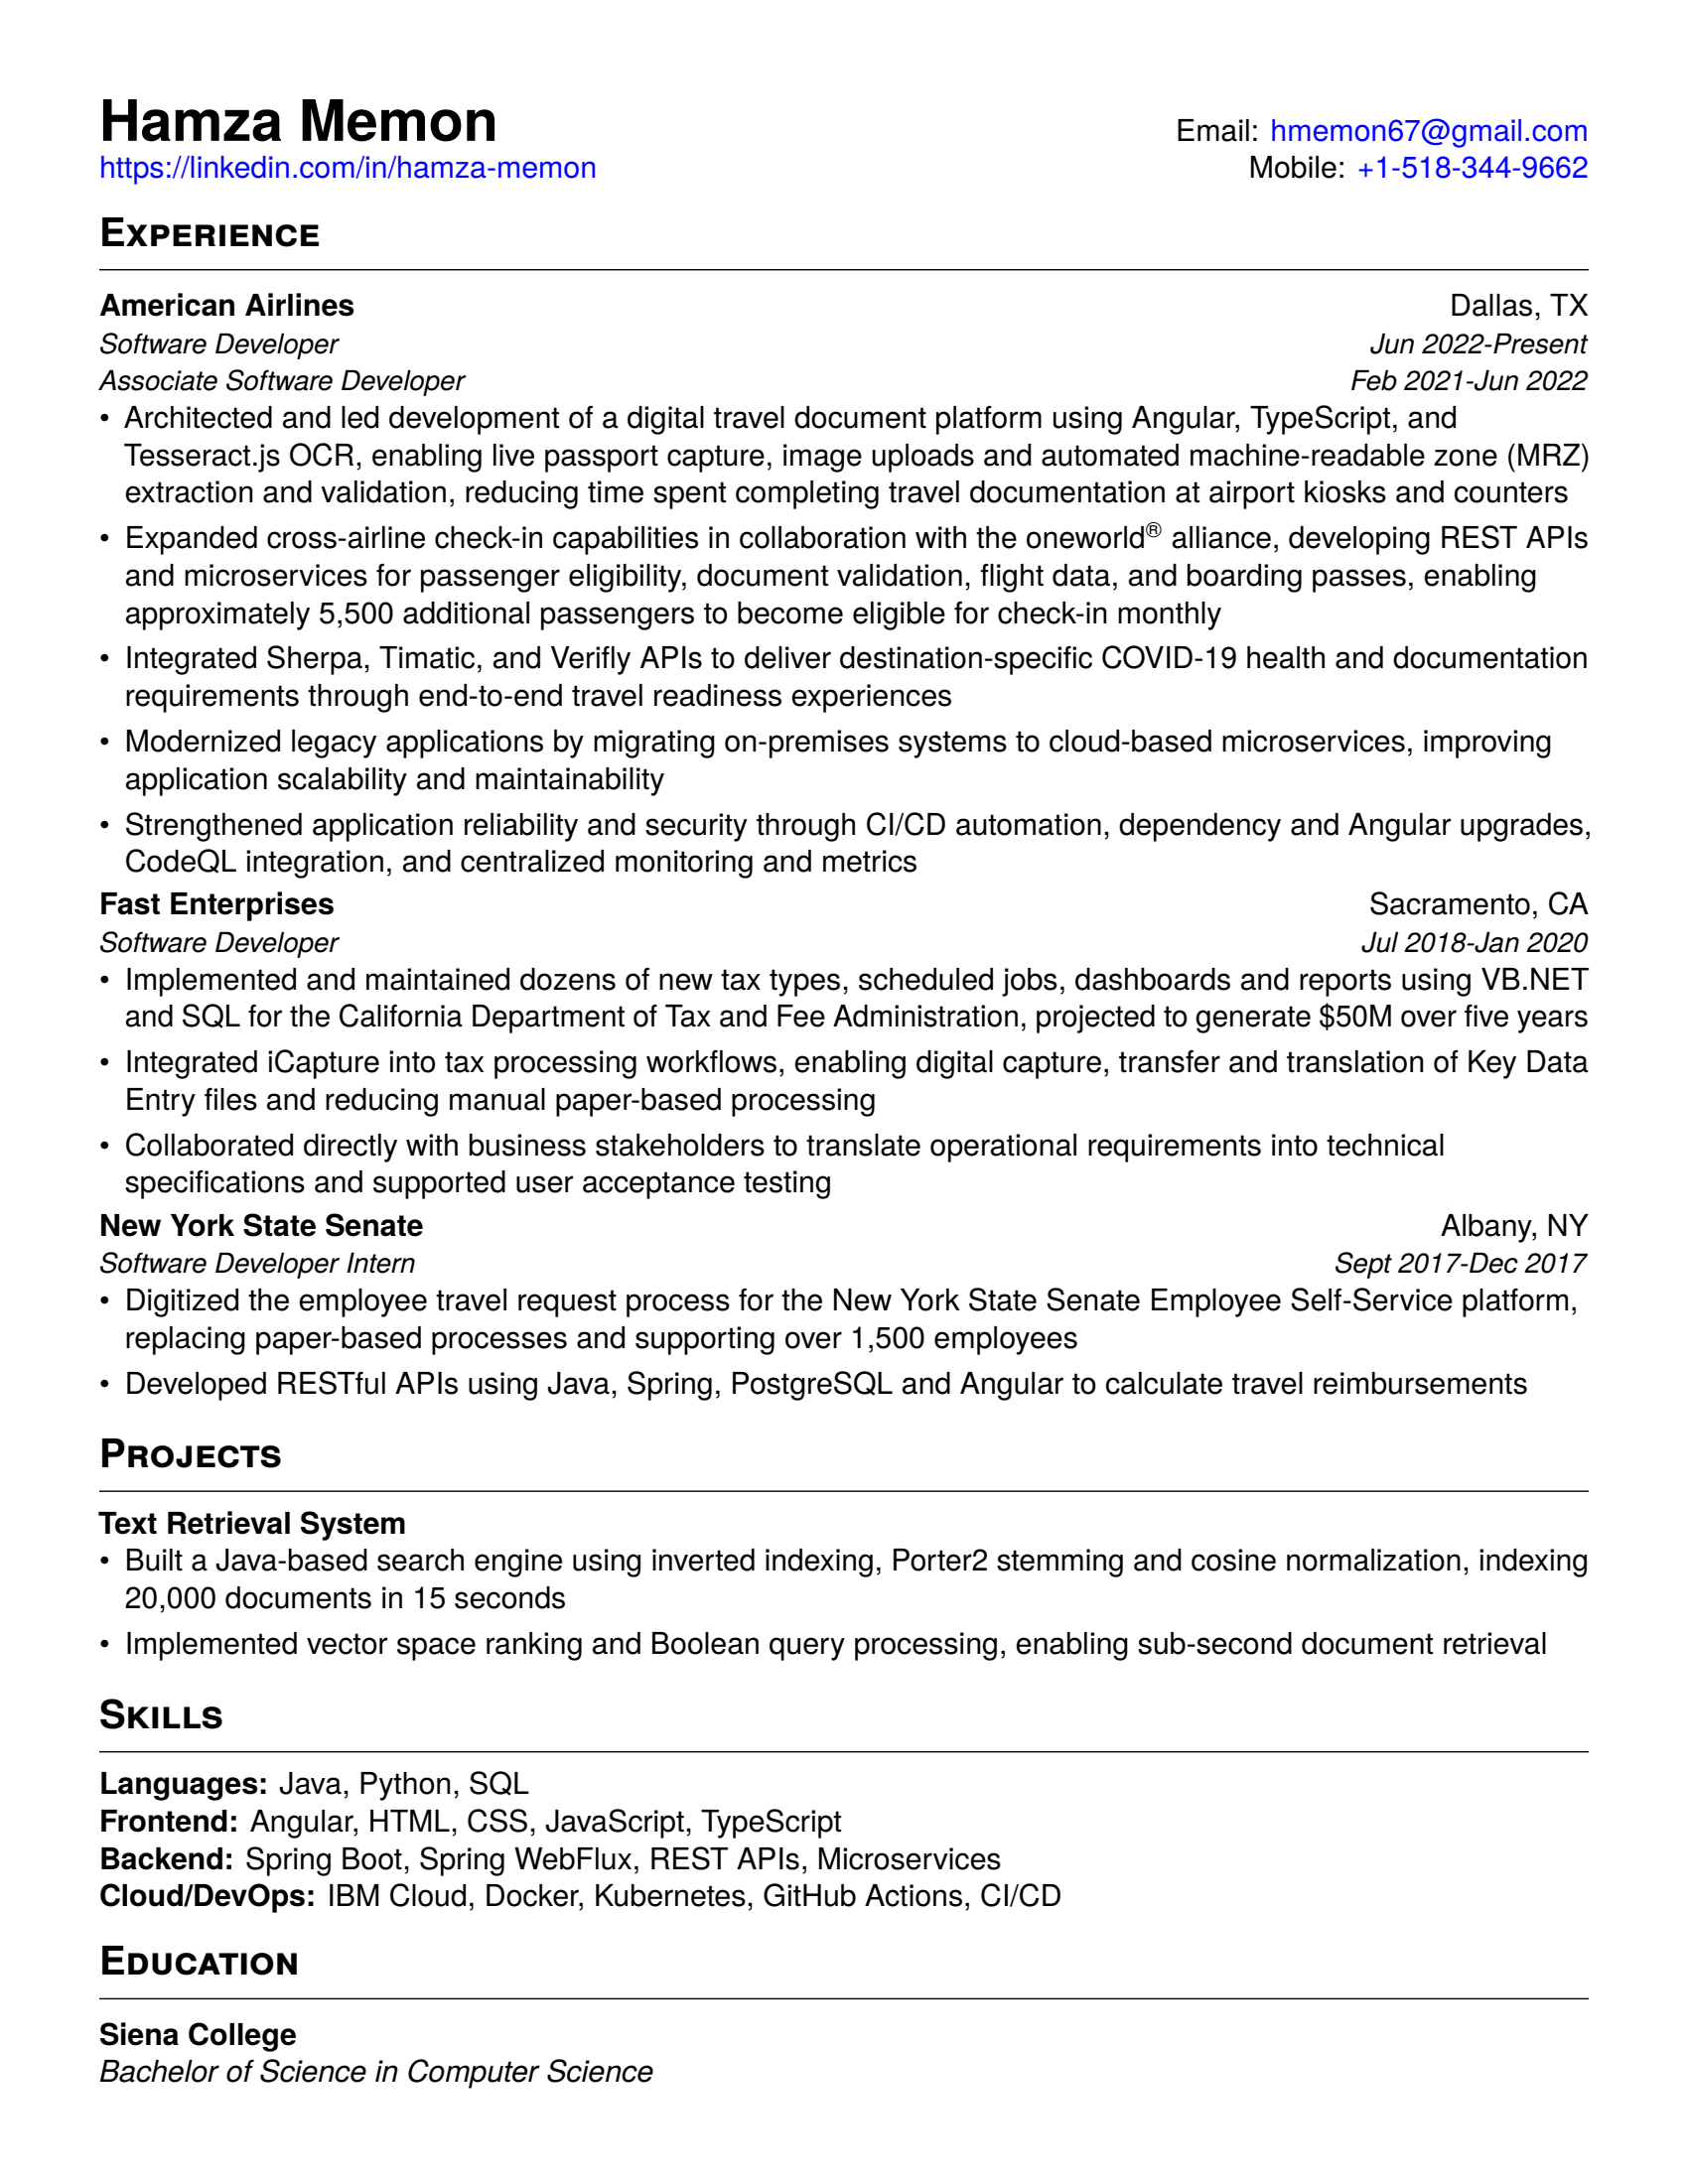 Hamza Memon
Email: hmemon67@gmail.com
https://linkedin.com/in/hamza-memon
Mobile: +1-518-344-9662
EXPERIENCE
American Airlines
Dallas, TX
Software Developer
Jun 2022-Present
Associate Software Developer
Feb 2021-Jun 2022
• Architected and led development of a digital travel document platform using Angular, TypeScript, and
Tesseract.js OCR, enabling live passport capture, image uploads and automated machine-readable zone (MRZ)
extraction and validation, reducing time spent completing travel documentation at airport kiosks and counters
• Expanded cross-airline check-in capabilities in collaboration with the oneworld® alliance, developing REST APIs
and microservices for passenger eligibility, document validation, flight data, and boarding passes, enabling
approximately 5,500 additional passengers to become eligible for check-in monthly
• Integrated Sherpa, Timatic, and Verifly APIs to deliver destination-specific COVID-19 health and documentation
requirements through end-to-end travel readiness experiences
• Modernized legacy applications by migrating on-premises systems to cloud-based microservices, improving
application scalability and maintainability
• Strengthened application reliability and security through CI/CD automation, dependency and Angular upgrades,
CodeQL integration, and centralized monitoring and metrics
Fast Enterprises
Sacramento, CA
Software Developer
Jul 2018-Jan 2020
• Implemented and maintained dozens of new tax types, scheduled jobs, dashboards and reports using VB.NET
and SQL for the California Department of Tax and Fee Administration, projected to generate $50M over five years
• Integrated iCapture into tax processing workflows, enabling digital capture, transfer and translation of Key Data
Entry files and reducing manual paper-based processing
• Collaborated directly with business stakeholders to translate operational requirements into technical
specifications and supported user acceptance testing
New York State Senate
Albany, NY
Software Developer Intern
Sept 2017-Dec 2017
• Digitized the employee travel request process for the New York State Senate Employee Self-Service platform,
replacing paper-based processes and supporting over 1,500 employees
• Developed RESTful APIs using Java, Spring, PostgreSQL and Angular to calculate travel reimbursements
PROJECTS
Text Retrieval System
• Built a Java-based search engine using inverted indexing, Porter2 stemming and cosine normalization, indexing
20,000 documents in 15 seconds
• Implemented vector space ranking and Boolean query processing, enabling sub-second document retrieval
SKILLS
Languages: Java, Python, SQL
Frontend: Angular, HTML, CSS, JavaScript, TypeScript
Backend: Spring Boot, Spring WebFlux, REST APIs, Microservices
Cloud/DevOps: IBM Cloud, Docker, Kubernetes, GitHub Actions, CI/CD
EDUCATION
Siena College
Bachelor of Science in Computer Science